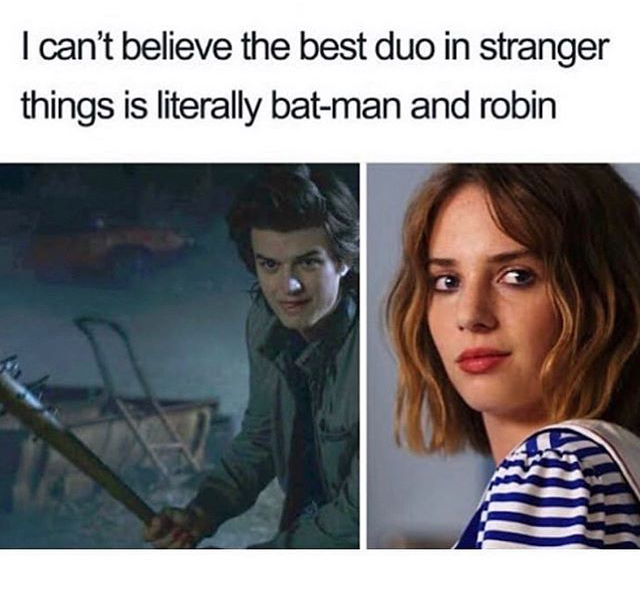 I can't believe the best duo in stranger
things is literally bat-man and robin